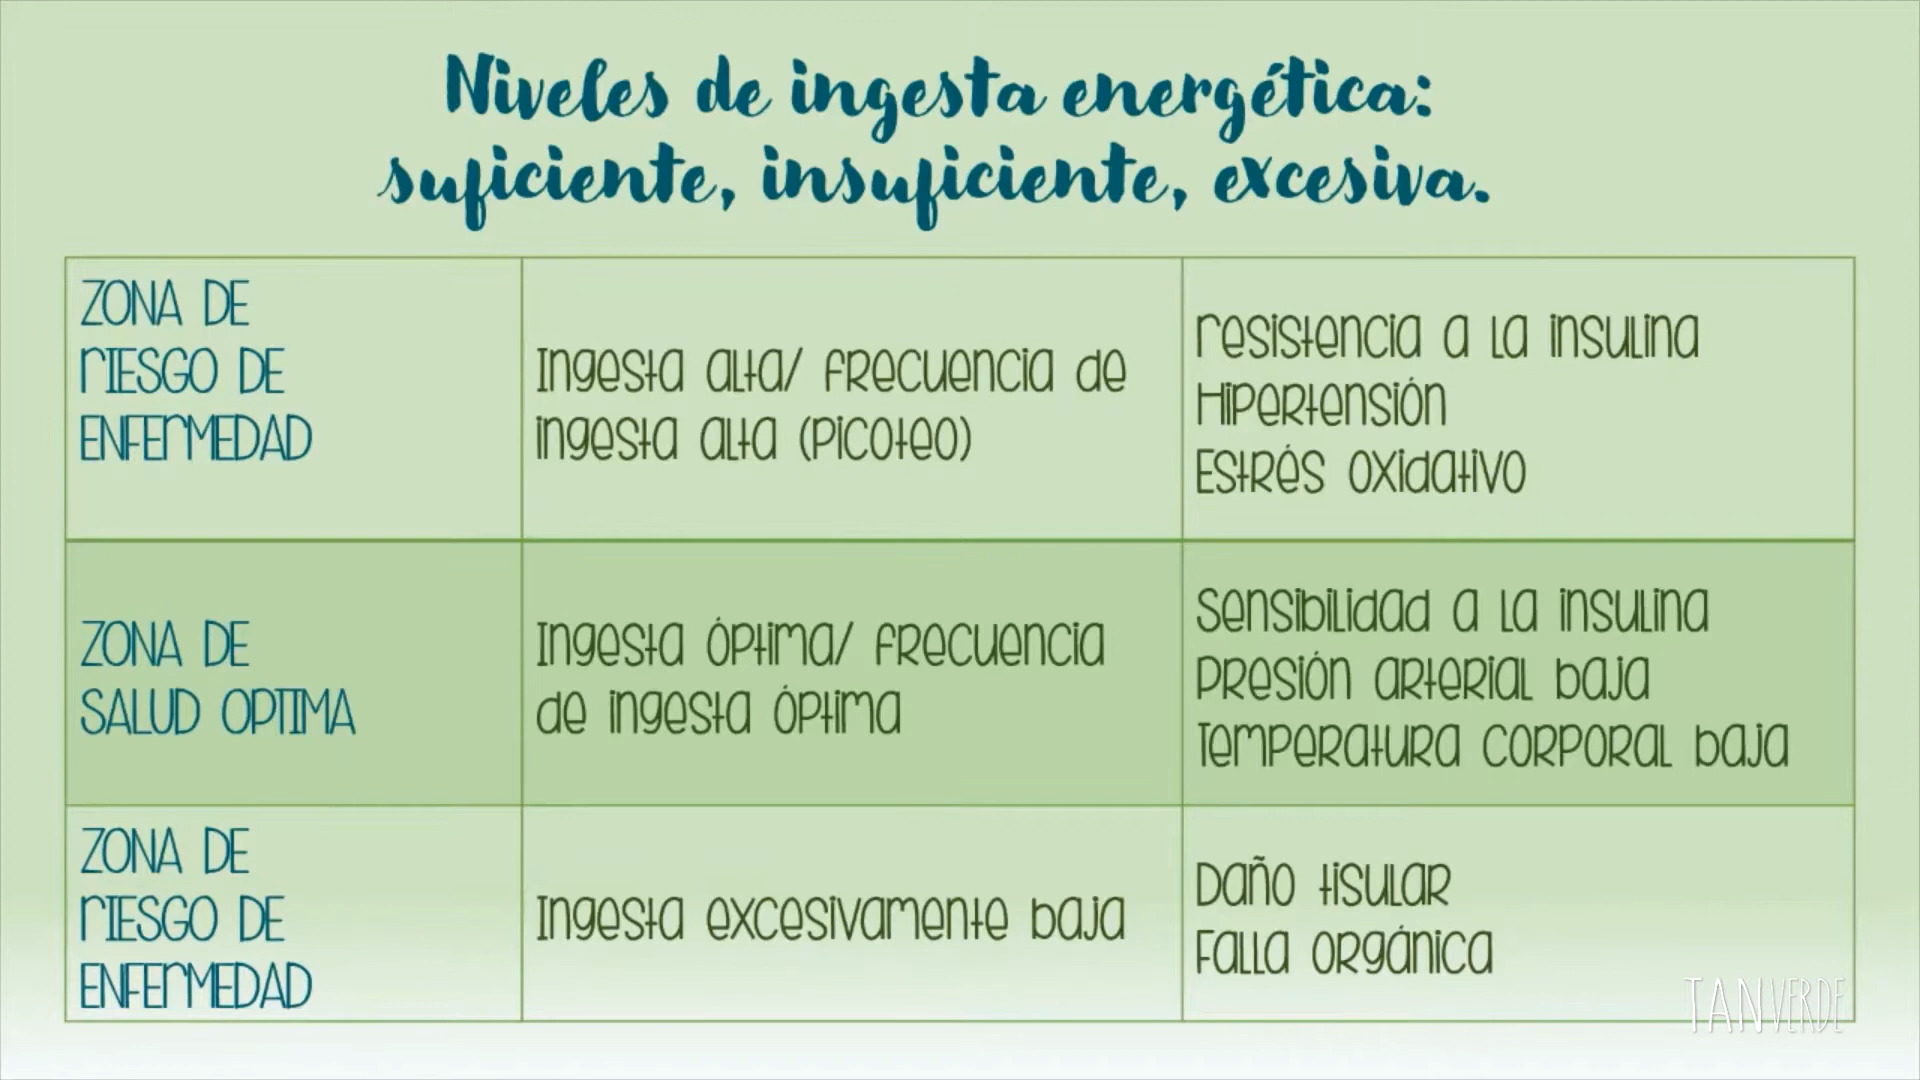 Niveles de ingesta energética:
suficiente, insuficiente, excesiva.
ZONA DE
RIESGO DE
ENFERMEDAD
Ingesta alta/ frecuencia de
ingesta alta (picoteo)
resistencia a la insulina
Hipertensión
Estrés oxidativo
ZONA DE
SALUD OPTIMA
Ingesta óptima/ frecuencia
de ingesta óptima
Sensibilidad a la insulina
Presión arterial baja
Temperatura corporal baja
ZONA DE
RIESGO DE
ENFERMEDAD
Ingesta excesivamente baja
Daño tisular
Falla orgánica
TANVERDE